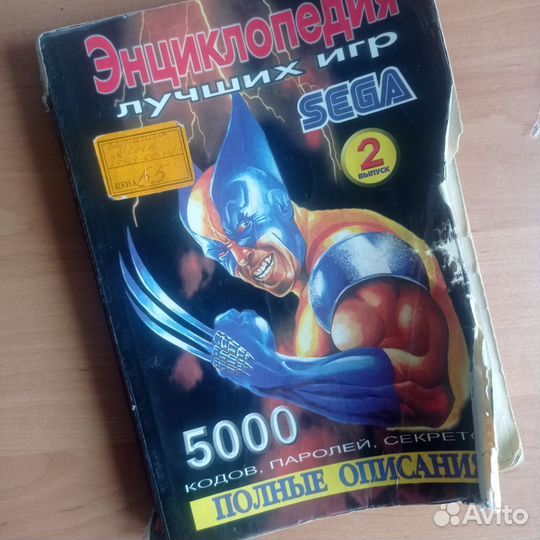 Энциклопедия
лучших игр
SEGA
2
ВЫПУСК
ЦЕНА
5000
КОДОВ, ПАРОЛЕЙ, СЕКРЕТО
ПОЛНЫЕ ОПИСАНИЯ
Avito